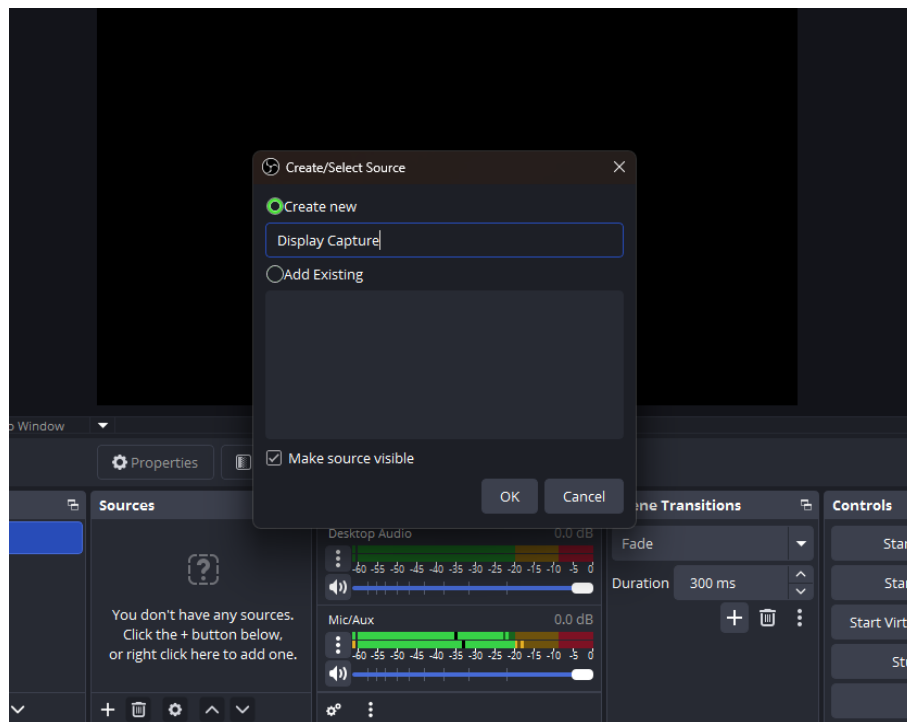 Create/Select Source
Create new
Display Capture
Add Existing
Make source visible
OK
Cancel
Window
Properties
Sources
You don't have any sources.
Click the + button below,
or right click here to add one.
Desktop Audio 0.0 dB
-60 -55 -50 -45 -40 -35 -30 -25 -20 -15 -10 -5 0
Mic/Aux 0.0 dB
-60 -55 -50 -45 -40 -35 -30 -25 -20 -15 -10 -5 0
ne Transitions
Fade
Duration 300 ms
Controls
Star
Star
Start Virt
St